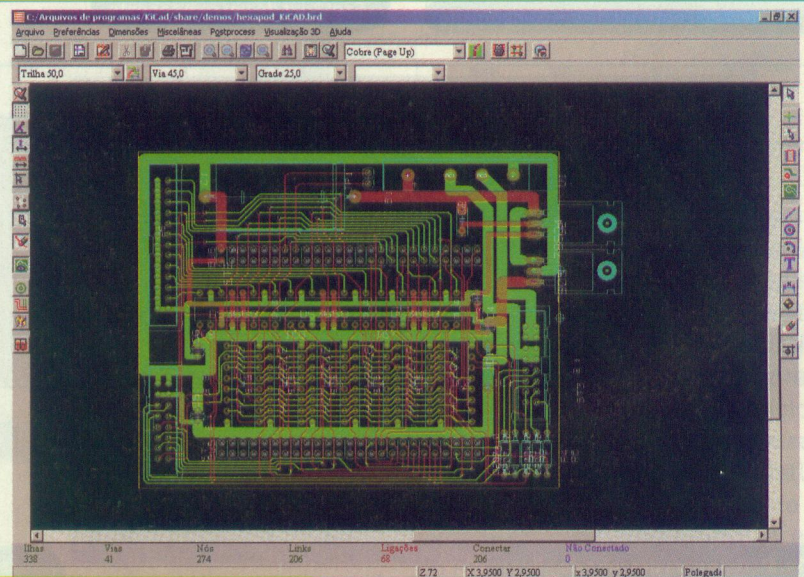 C:/Arquivos de programas/KiCad/share/demos/hexapod_KiCAD.brd
Arquivo Preferências Dimensões Miscelâneas Postprocess Visualização 3D Ajuda
Cobre (Page Up)
Trilha 50,0 Via 45,0 Grade 25,0
Ilhas Vias Nós Links Ligações Conectar Não Conectado
338 41 274 206 68 206 0
Z 72 X 3,9500 Y 2,9500 x 3,9500 y 2,9500 Polegada